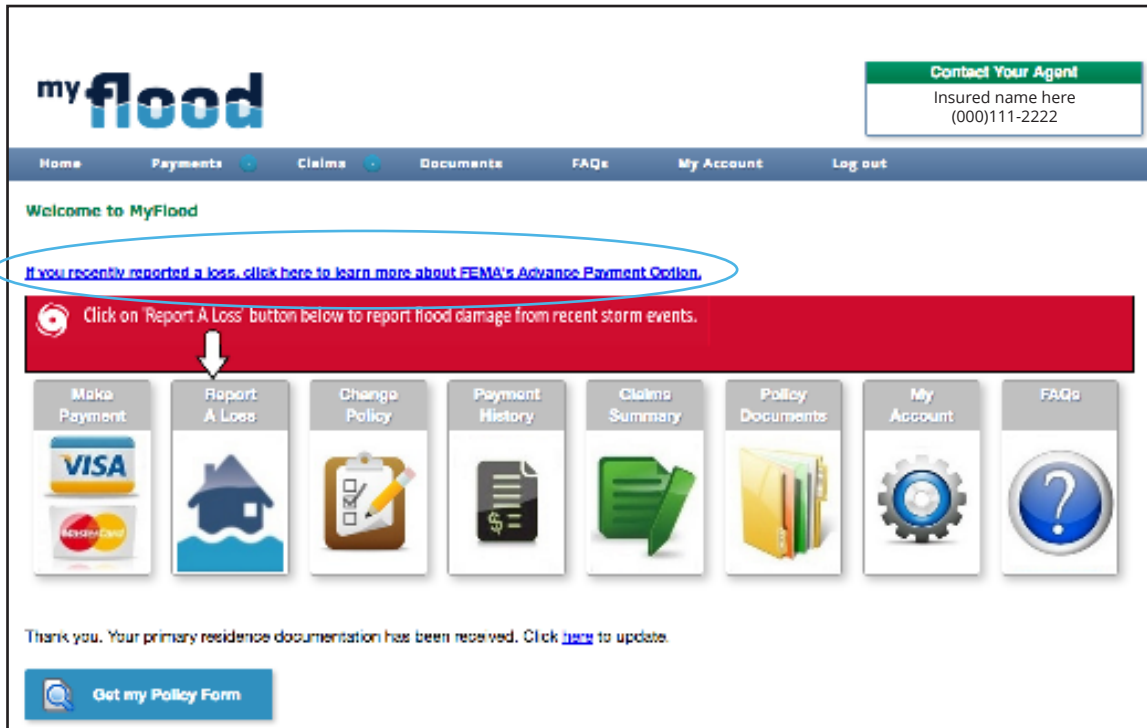 my flood
Contact Your Agent
Insured name here
(000)111-2222
Home Payments Claims Documents FAQs My Account Log out
Welcome to MyFlood
If you recently reported a loss, click here to learn more about FEMA's Advance Payment Option.
Click on 'Report A Loss' button below to report flood damage from recent storm events.
Make Payment
Report A Loss
Change Policy
Payment History
Claims Summary
Policy Documents
My Account
FAQs
VISA
MasterCard
$
?
Thank you. Your primary residence documentation has been received. Click here to update.
Get my Policy Form